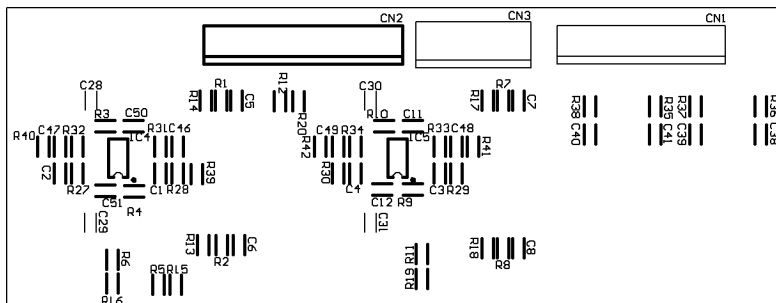 CN2
CN3
CN1
C28
R14
R1
C5
R12
R20
C30
R17
R7
C7
R38
R35
R37
R36
C40
C41
C39
C38
R3
C50
R10
C11
R40
C47
R32
IC4
R31
C46
R42
C49
R34
IC5
R33
C48
R41
C2
R27
C1
R28
R39
R30
C4
C3
R29
C51
R4
C12
R9
C29
C31
R13
R2
C6
R18
R8
C8
R6
R16
R5
R15
R11
R19